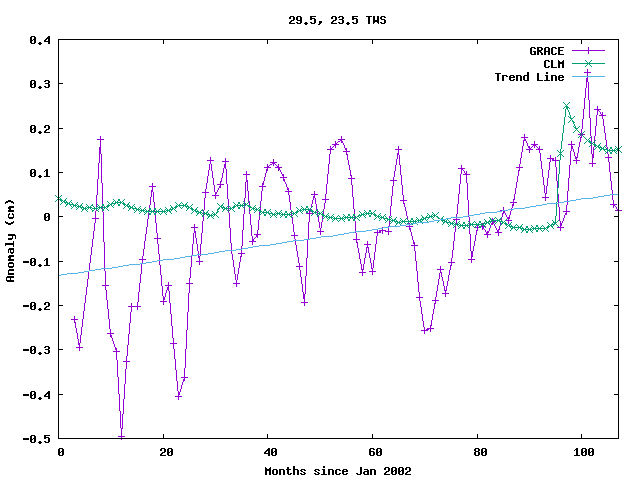 29.5, 23.5 TWS
GRACE
CLM
Trend Line
0.4
0.3
0.2
0.1
0
-0.1
-0.2
-0.3
-0.4
-0.5
Anomaly (cm)
0 20 40 60 80 100
Months since Jan 2002